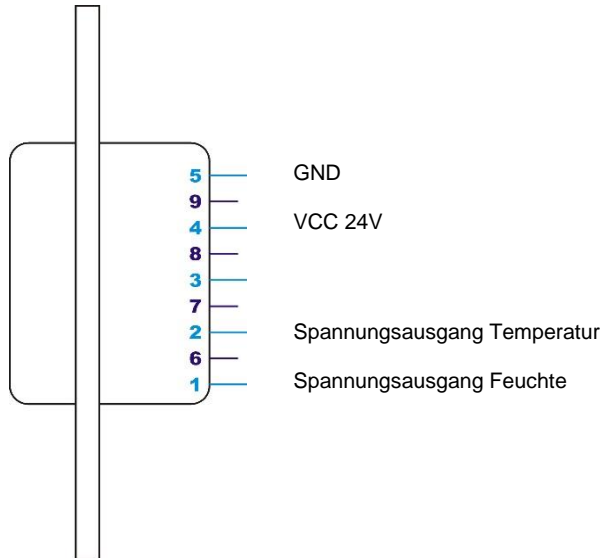 5 GND
9
4 VCC 24V
8
3
7
2 Spannungsausgang Temperatur
6
1 Spannungsausgang Feuchte